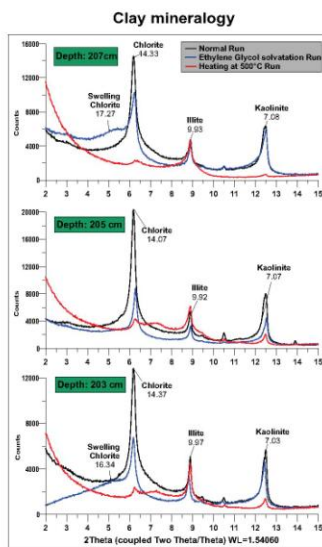 Clay mineralogy
Depth: 207cm
Chlorite
14.33
Normal Run
Ethylene Glycol solvatation Run
Heating at 500°C Run
Swelling
Chlorite
17.27
Illite
9.93
Kaolinite
7.08
Counts
16000
12000
8000
4000
0
2 3 4 5 6 7 8 9 10 11 12 13 14 15
Depth: 205 cm
Chlorite
14.07
Illite
9.92
Kaolinite
7.07
Counts
20000
16000
12000
8000
4000
0
2 3 4 5 6 7 8 9 10 11 12 13 14 15
Depth: 203 cm
Chlorite
14.37
Swelling
Chlorite
16.34
Illite
9.97
Kaolinite
7.03
Counts
12000
8000
4000
0
2 3 4 5 6 7 8 9 10 11 12 13 14 15
2Theta (coupled Two Theta/Theta) WL=1.54060